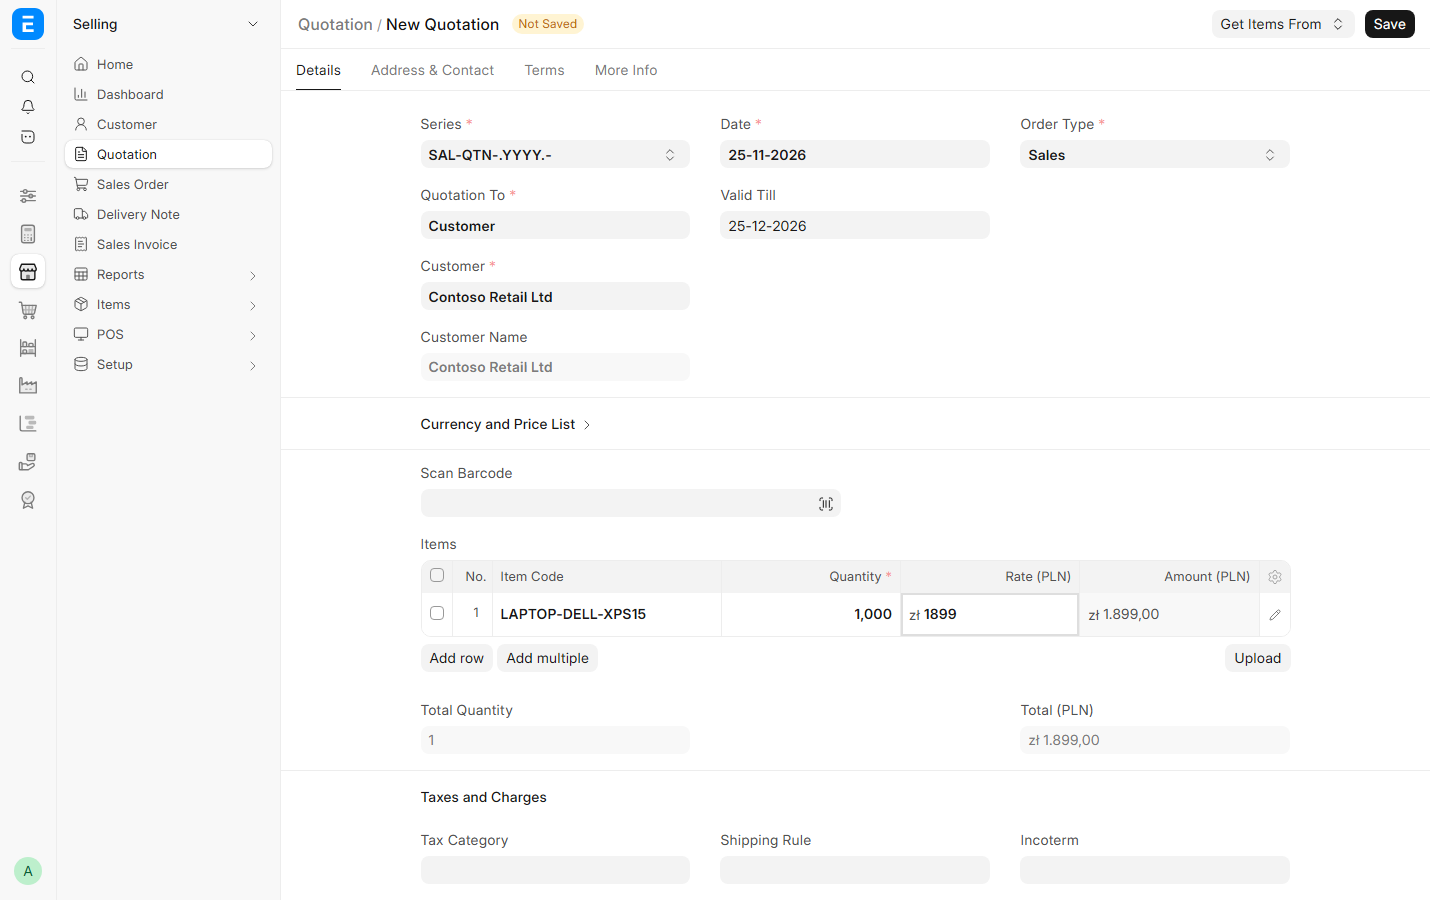 Selling
Quotation / New Quotation
Not Saved
Get Items From
Save
Home
Dashboard
Customer
Quotation
Sales Order
Delivery Note
Sales Invoice
Reports
Items
POS
Setup
A
Details
Address & Contact
Terms
More Info
Series *
SAL-QTN-.YYYY.-
Date *
25-11-2026
Order Type *
Sales
Quotation To *
Customer
Valid Till
25-12-2026
Customer *
Contoso Retail Ltd
Customer Name
Contoso Retail Ltd
Currency and Price List
Scan Barcode
Items
No. Item Code Quantity * Rate (PLN) Amount (PLN)
1 LAPTOP-DELL-XPS15 1,000 zł 1899 zł 1.899,00
Add row
Add multiple
Upload
Total Quantity
1
Total (PLN)
zł 1.899,00
Taxes and Charges
Tax Category
Shipping Rule
Incoterm